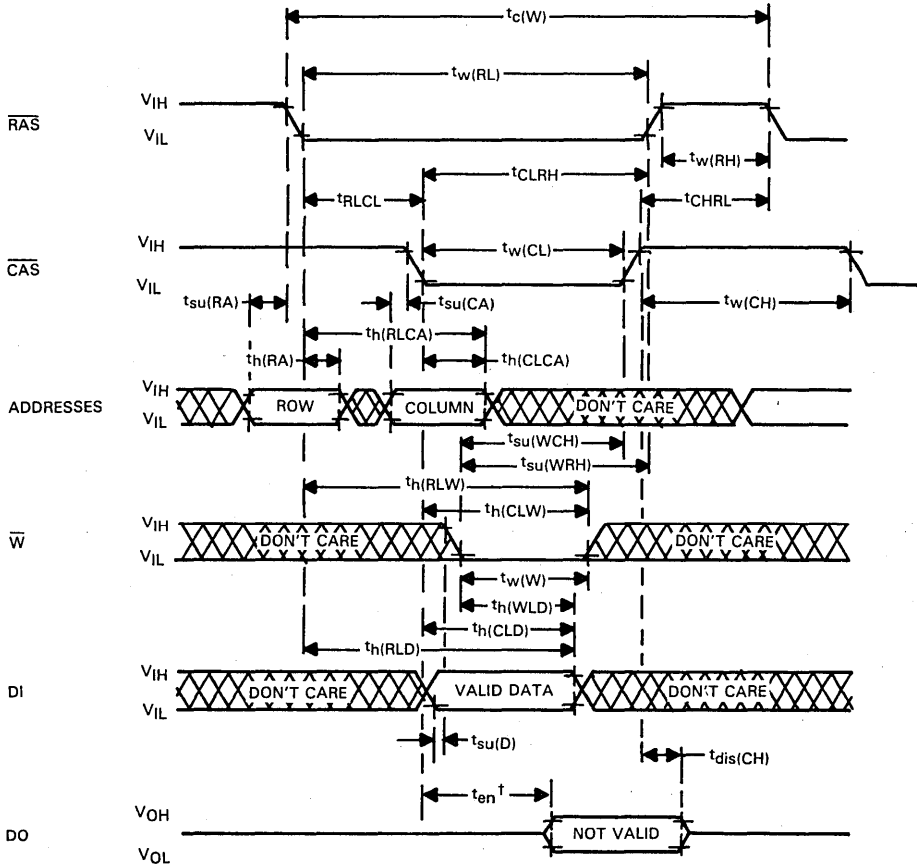 tc(W)
tw(RL)
VIH
RAS
VIL
tw(RH)
tCLRH
tRLCL
tCHRL
VIH
tw(CL)
CAS
VIL
tsu(RA)
tsu(CA)
tw(CH)
th(RLCA)
th(RA)
th(CLCA)
VIH
ADDRESSES
ROW
COLUMN
DON'T CARE
VIL
tsu(WCH)
tsu(WRH)
th(RLW)
th(CLW)
VIH
W
DON'T CARE
DON'T CARE
VIL
tw(W)
th(WLD)
th(CLD)
th(RLD)
VIH
DI
DON'T CARE
VALID DATA
DON'T CARE
VIL
tsu(D)
tdis(CH)
ten†
VOH
DO
NOT VALID
VOL